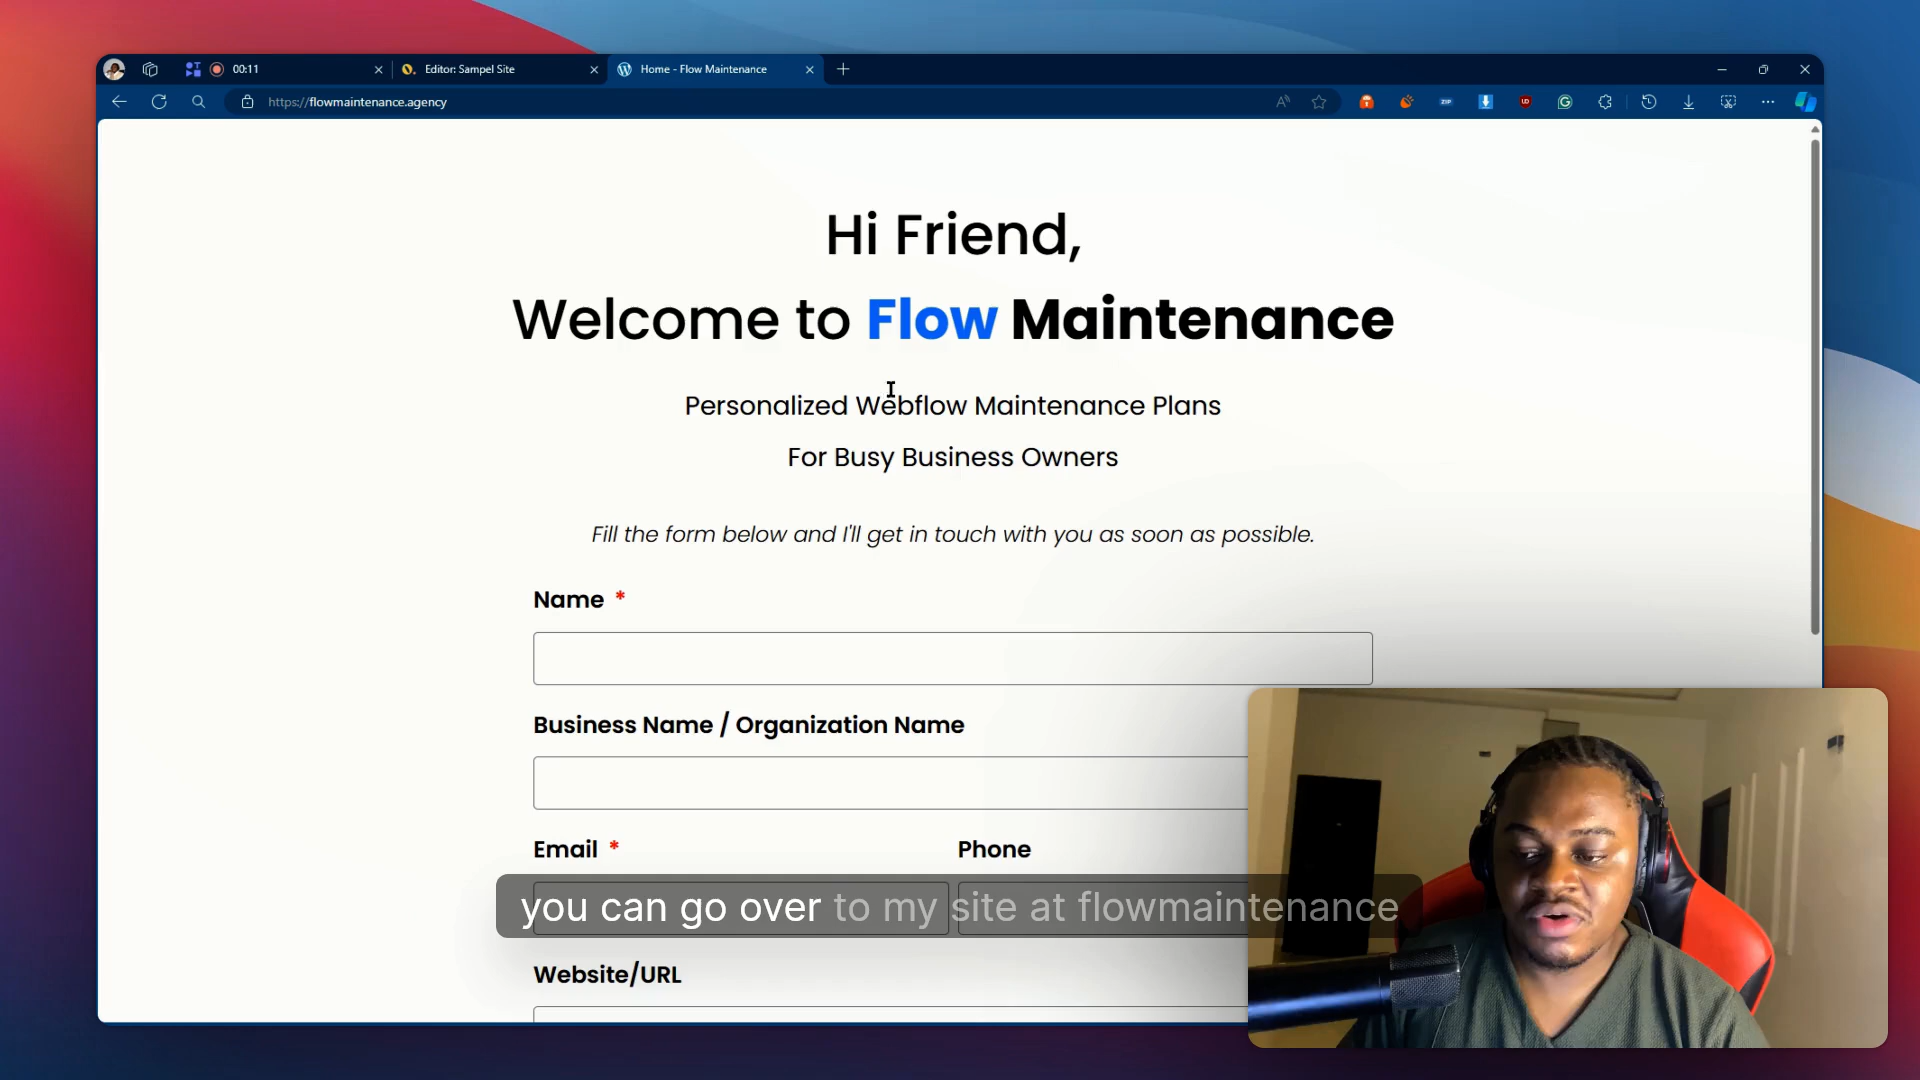 00:11
Editor: Sampel Site
Home - Flow Maintenance
https://flowmaintenance.agency
ZIP
Hi Friend,
Welcome to Flow Maintenance
Personalized Webflow Maintenance Plans
For Busy Business Owners
Fill the form below and I'll get in touch with you as soon as possible.
Name *
Business Name / Organization Name
Email *
Phone
you can go over to my site at flowmaintenance
Website/URL